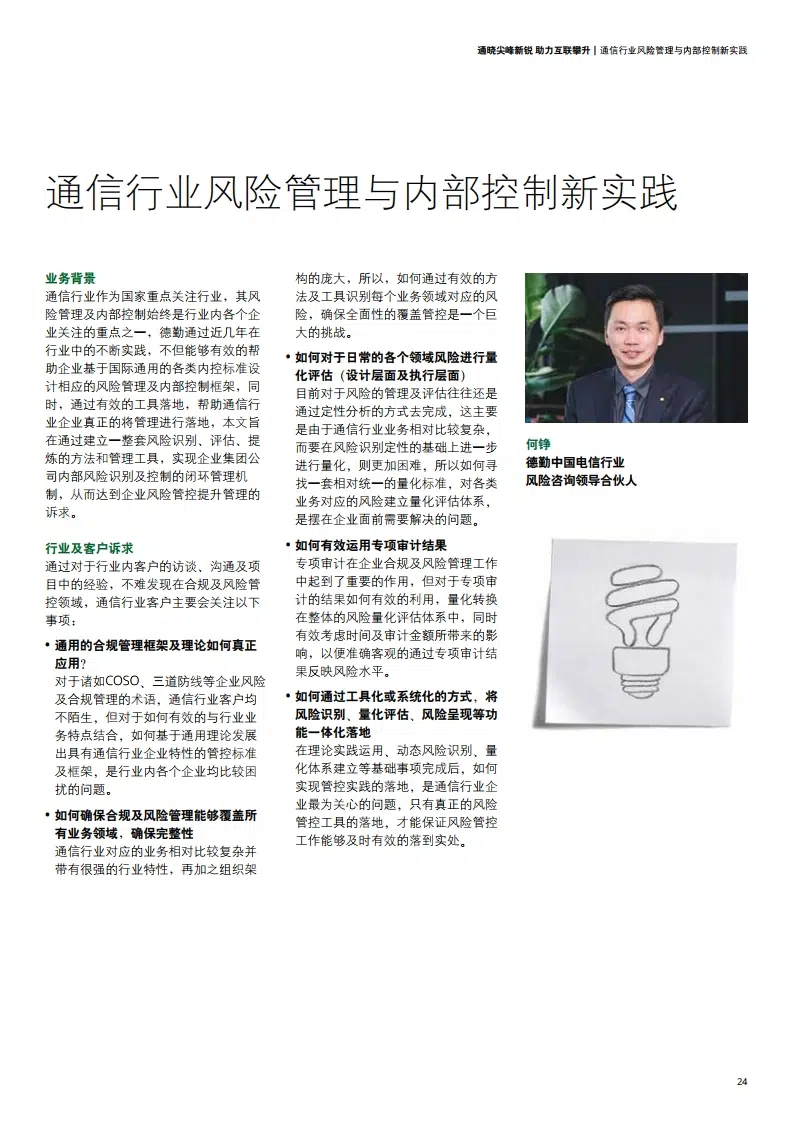 通晓尖峰新锐 助力互联攀升 | 通信行业风险管理与内部控制新实践
通信行业风险管理与内部控制新实践
业务背景
通信行业作为国家重点关注行业，其风
险管理及内部控制始终是行业内各个企
业关注的重点之一，德勤通过近几年在
行业中的不断实践，不但能够有效的帮
助企业基于国际通用的各类内控标准设
计相应的风险管理及内部控制框架，同
时，通过有效的工具落地，帮助通信行
业企业真正的将管理进行落地，本文旨
在通过建立一整套风险识别、评估、提
炼的方法和管理工具，实现企业集团公
司内部风险识别及控制的闭环管理机
制，从而达到企业风险管控提升管理的
诉求。
行业及客户诉求
通过对于行业内客户的访谈、沟通及项
目中的经验，不难发现在合规及风险管
控领域，通信行业客户主要会关注以下
事项：
• 通用的合规管理框架及理论如何真正
应用？
对于诸如COSO、三道防线等企业风险
及合规管理的术语，通信行业客户均
不陌生，但对于如何有效的与行业业
务特点结合，如何基于通用理论发展
出具有通信行业企业特性的管控标准
及框架，是行业内各个企业均比较困
扰的问题。
• 如何确保合规及风险管理能够覆盖所
有业务领域，确保完整性
通信行业对应的业务相对比较复杂并
带有很强的行业特性，再加之组织架
构的庞大，所以，如何通过有效的方
法及工具识别每个业务领域对应的风
险，确保全面性的覆盖管控是一个巨
大的挑战。
• 如何对于日常的各个领域风险进行量
化评估（设计层面及执行层面）
目前对于风险的管理及评估往往还是
通过定性分析的方式去完成，这主要
是由于通信行业业务相对比较复杂，
而要在风险识别定性的基础上进一步
进行量化，则更加困难，所以如何寻
找一套相对统一的量化标准，对各类
业务对应的风险建立量化评估体系，
是摆在企业面前需要解决的问题。
• 如何有效运用专项审计结果
专项审计在企业合规及风险管理工作
中起到了重要的作用，但对于专项审
计的结果如何有效的利用，量化转换
在整体的风险量化评估体系中，同时
有效考虑时间及审计金额所带来的影
响，以便准确客观的通过专项审计结
果反映风险水平。
• 如何通过工具化或系统化的方式，将
风险识别、量化评估、风险呈现等功
能一体化落地
在理论实践运用、动态风险识别、量
化体系建立等基础事项完成后，如何
实现管控实践的落地，是通信行业企
业最为关心的问题，只有真正的风险
管控工具的落地，才能保证风险管控
工作能够及时有效的落到实处。
何铮
德勤中国电信行业
风险咨询领导合伙人
24